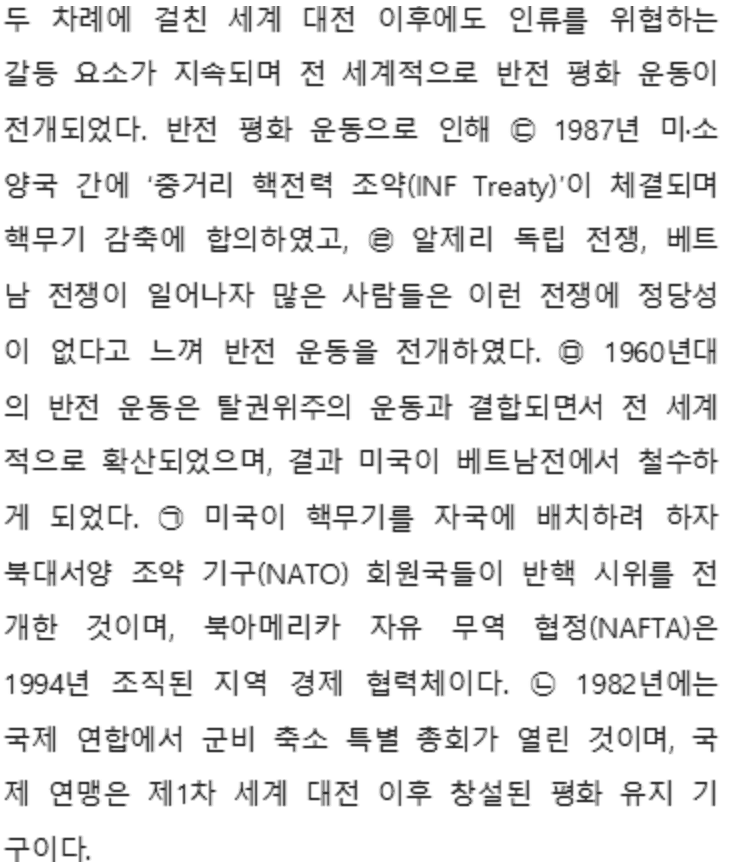 두 차례에 걸친 세계 대전 이후에도 인류를 위협하는
갈등 요소가 지속되며 전 세계적으로 반전 평화 운동이
전개되었다. 반전 평화 운동으로 인해 ㉢ 1987년 미·소
양국 간에 '중거리 핵전력 조약(INF Treaty)'이 체결되며
핵무기 감축에 합의하였고, ㉣ 알제리 독립 전쟁, 베트
남 전쟁이 일어나자 많은 사람들은 이런 전쟁에 정당성
이 없다고 느껴 반전 운동을 전개하였다. ㉤ 1960년대
의 반전 운동은 탈권위주의 운동과 결합되면서 전 세계
적으로 확산되었으며, 결과 미국이 베트남전에서 철수하
게 되었다. ㉠ 미국이 핵무기를 자국에 배치하려 하자
북대서양 조약 기구(NATO) 회원국들이 반핵 시위를 전
개한 것이며, 북아메리카 자유 무역 협정(NAFTA)은
1994년 조직된 지역 경제 협력체이다. ㉡ 1982년에는
국제 연합에서 군비 축소 특별 총회가 열린 것이며, 국
제 연맹은 제1차 세계 대전 이후 창설된 평화 유지 기
구이다.